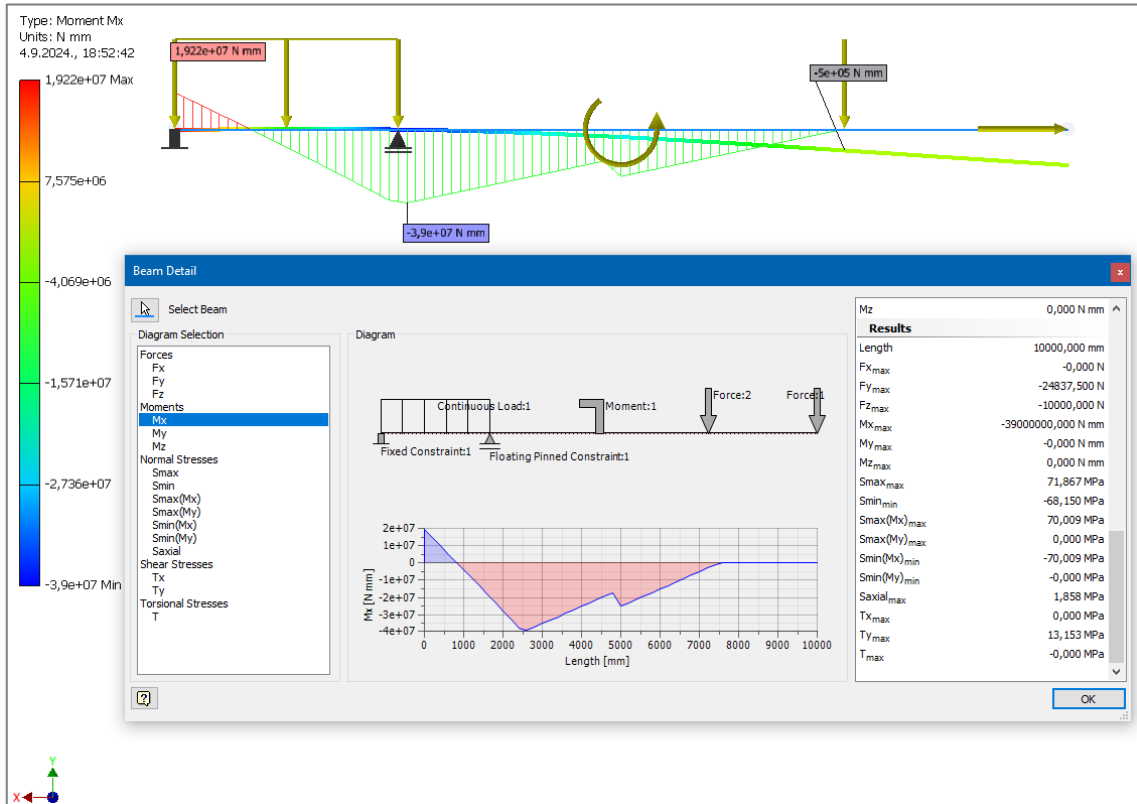 Type: Moment Mx
Units: N mm
4.9.2024., 18:52:42
1,922e+07 Max
7,575e+06
-4,069e+06
-1,571e+07
-2,736e+07
-3,9e+07 Min
1,922e+07 N mm
-5e+05 N mm
-3,9e+07 N mm
Beam Detail
x
Select Beam
Diagram Selection
Forces
Fx
Fy
Fz
Moments
Mx
My
Mz
Normal Stresses
Smax
Smin
Smax(Mx)
Smax(My)
Smin(Mx)
Smin(My)
Saxial
Shear Stresses
Tx
Ty
Torsional Stresses
T
Diagram
Continuous Load:1
Moment:1
Force:2
Force:1
Fixed Constraint:1
Floating Pinned Constraint:1
Mx [N mm]
2e+07
1e+07
0
-1e+07
-2e+07
-3e+07
-4e+07
0 1000 2000 3000 4000 5000 6000 7000 8000 9000 10000
Length [mm]
Mz 0,000 N mm
Results
Length 10000,000 mm
Fxmax -0,000 N
Fymax -24837,500 N
Fzmax -10000,000 N
Mxmax -39000000,000 N mm
Mymax -0,000 N mm
Mzmax 0,000 N mm
Smaxmax 71,867 MPa
Sminmin -68,150 MPa
Smax(Mx)max 70,009 MPa
Smax(My)max 0,000 MPa
Smin(Mx)min -70,009 MPa
Smin(My)min -0,000 MPa
Saxialmax 1,858 MPa
Txmax 0,000 MPa
Tymax 13,153 MPa
Tmax -0,000 MPa
?
OK
Y
X